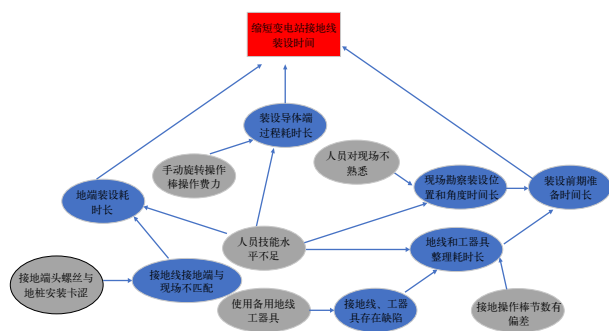 缩短变电站接地线
装设时间
装设导体端
过程耗时长
手动旋转操作
棒操作费力
人员对现场不
熟悉
地端装设耗
时长
现场勘察装设位
置和角度时间长
装设前期准
备时间长
人员技能水
平不足
地线和工器具
整理耗时长
接地端头螺丝与
地桩安装卡涩
接地线接地端与
现场不匹配
使用备用地线
工器具
接地线、工器
具存在缺陷
接地操作棒节数有
偏差